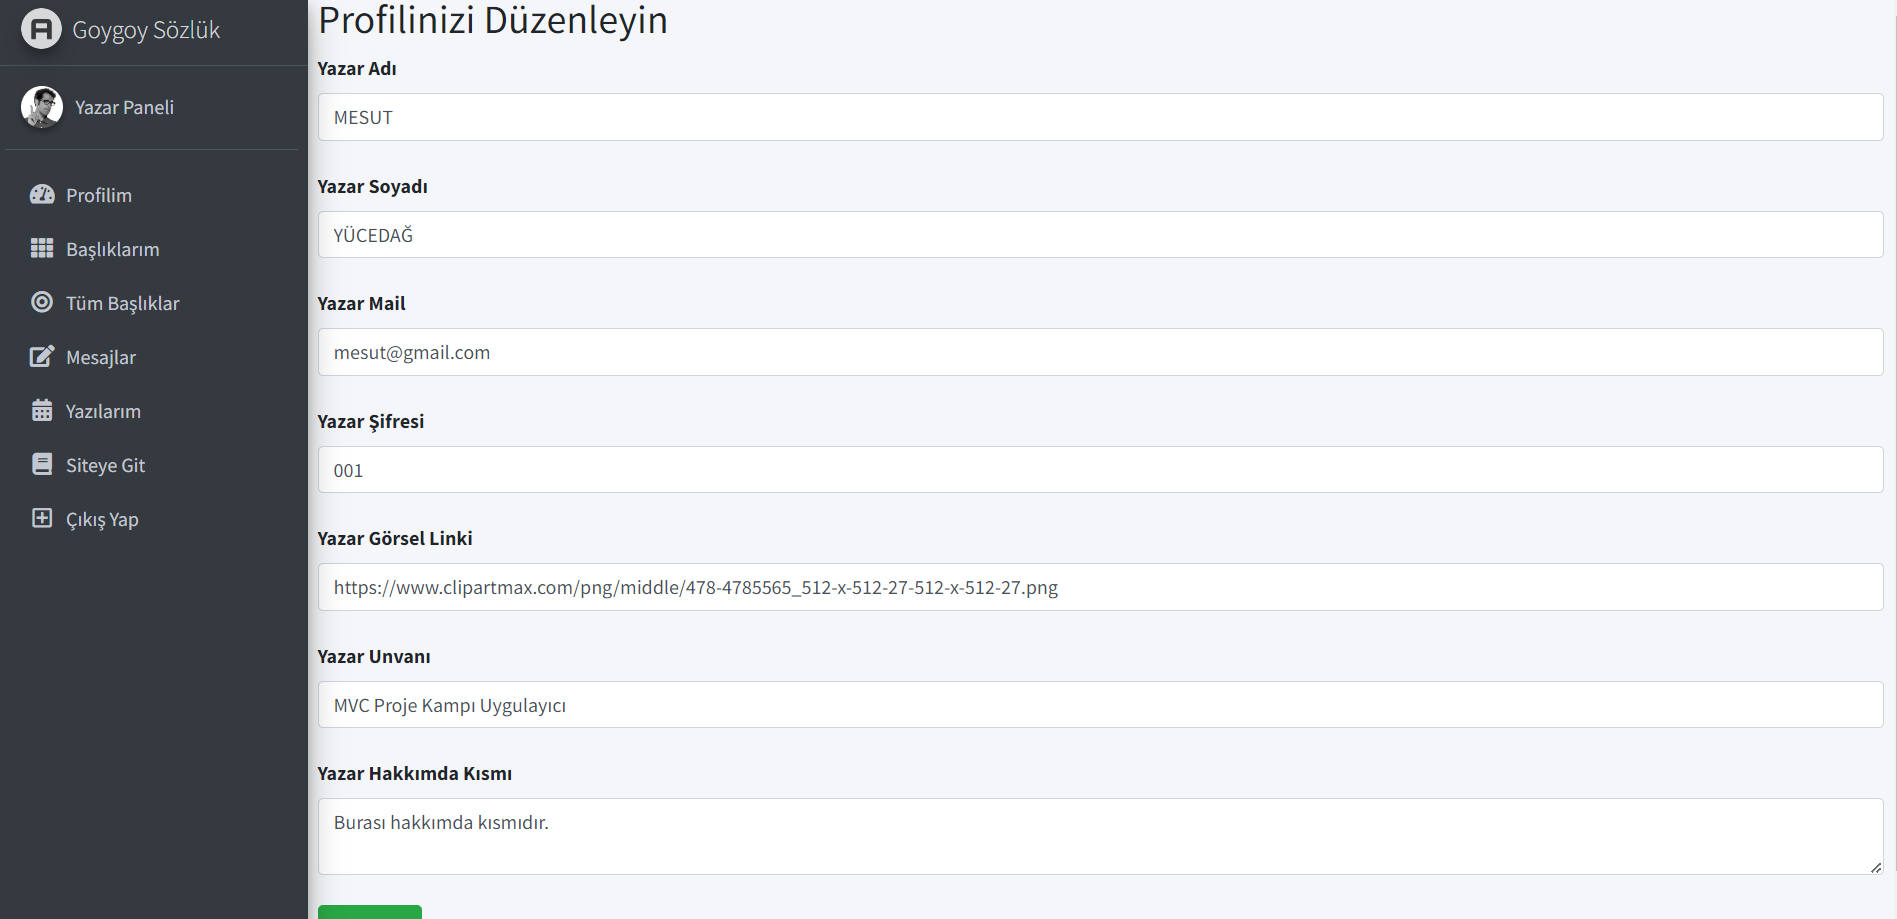 Goygoy Sözlük
Yazar Paneli
Profilim
Başlıklarım
Tüm Başlıklar
Mesajlar
Yazılarım
Siteye Git
Çıkış Yap
Profilinizi Düzenleyin
Yazar Adı
MESUT
Yazar Soyadı
YÜCEDAĞ
Yazar Mail
mesut@gmail.com
Yazar Şifresi
001
Yazar Görsel Linki
https://www.clipartmax.com/png/middle/478-4785565_512-x-512-27-512-x-512-27.png
Yazar Unvanı
MVC Proje Kampı Uygulayıcı
Yazar Hakkımda Kısmı
Burası hakkımda kısmıdır.